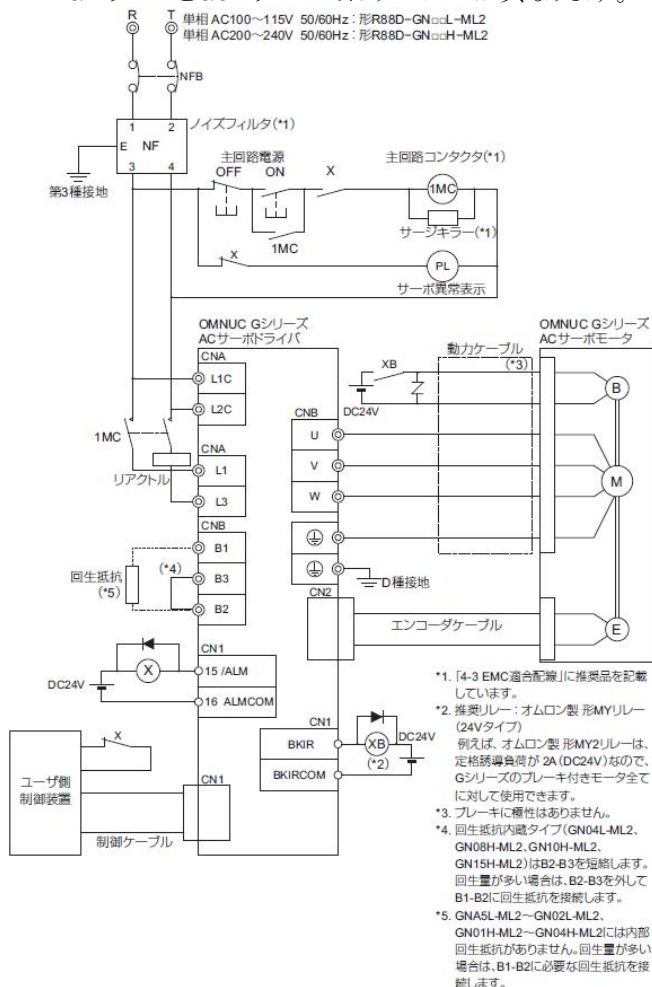 R T 単相 AC100～115V 50/60Hz：形R88D-GN□□L-ML2
単相 AC200～240V 50/60Hz：形R88D-GN□□H-ML2
NFB
1 2 ノイズフィルタ(*1)
E NF
3 4
第3種接地
主回路電源
OFF ON X
主回路コンタクタ(*1)
1MC
1MC
サージキラー(*1)
X
PL
サーボ異常表示
OMNUC Gシリーズ
ACサーボドライバ
OMNUC Gシリーズ
ACサーボモータ
CNA
L1C
L2C
XB
動力ケーブル
(*3)
B
DC24V
CNB
U
V
W
M
1MC
リアクトル
CNA
L1
L3
CNB
B1
B3
B2
(*4)
回生抵抗
(*5)
D種接地
CN2
エンコーダケーブル
E
CN1
15 /ALM
16 ALMCOM
X
DC24V
CN1
BKIR
BKIRCOM
XB
(*2)
DC24V
X
ユーザ側
制御装置
CN1
制御ケーブル
*1. 「4-3 EMC適合配線」に推奨品を記載
しています。
*2. 推奨リレー：オムロン製 形MYリレー
(24Vタイプ)
例えば、オムロン製 形MY2リレーは、
定格誘導負荷が 2A (DC24V)なので、
Gシリーズのブレーキ付きモータ全て
に対して使用できます。
*3. ブレーキに極性はありません。
*4. 回生抵抗内蔵タイプ(GN04L-ML2、
GN08H-ML2、GN10H-ML2、
GN15H-ML2)はB2-B3を短絡します。
回生量が多い場合は、B2-B3を外して
B1-B2に回生抵抗を接続します。
*5. GNA5L-ML2～GN02L-ML2、
GN01H-ML2～GN04H-ML2には内部
回生抵抗がありません。回生量が多い
場合は、B1-B2に必要な回生抵抗を接
続します。